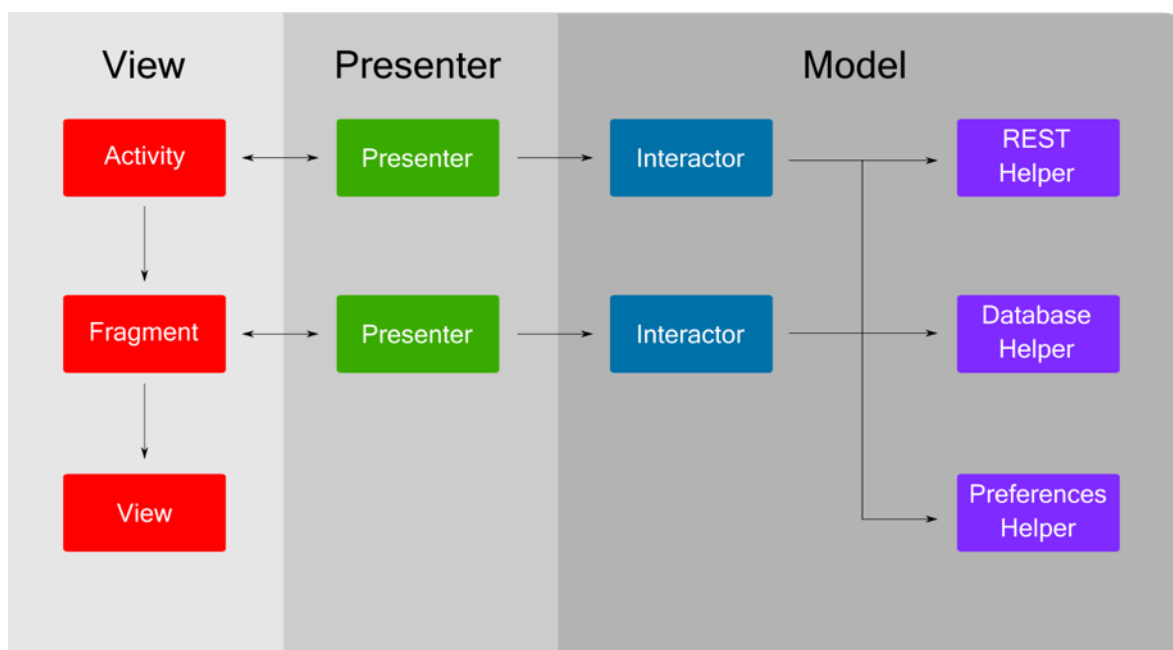 View
Presenter
Model
Activity
Presenter
Interactor
REST
Helper
Fragment
Presenter
Interactor
Database
Helper
View
Preferences
Helper